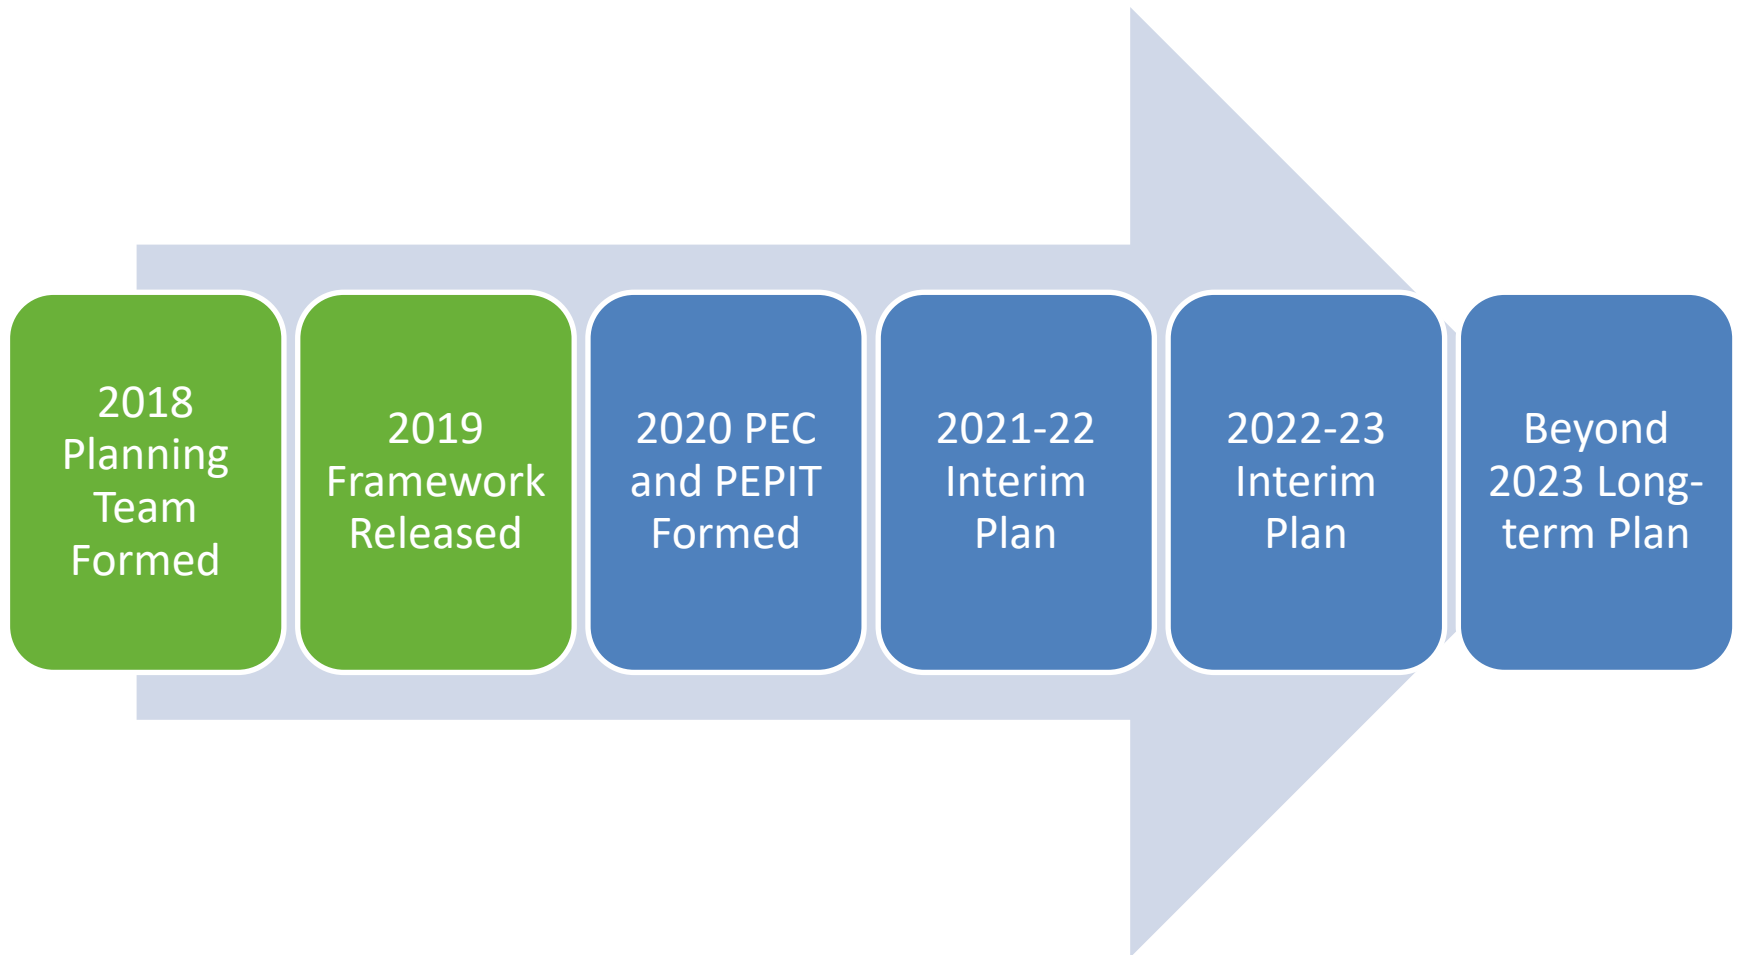 2018
Planning
Team
Formed
2019
Framework
Released
2020 PEC
and PEPIT
Formed
2021-22
Interim
Plan
2022-23
Interim
Plan
Beyond
2023 Long-
term Plan